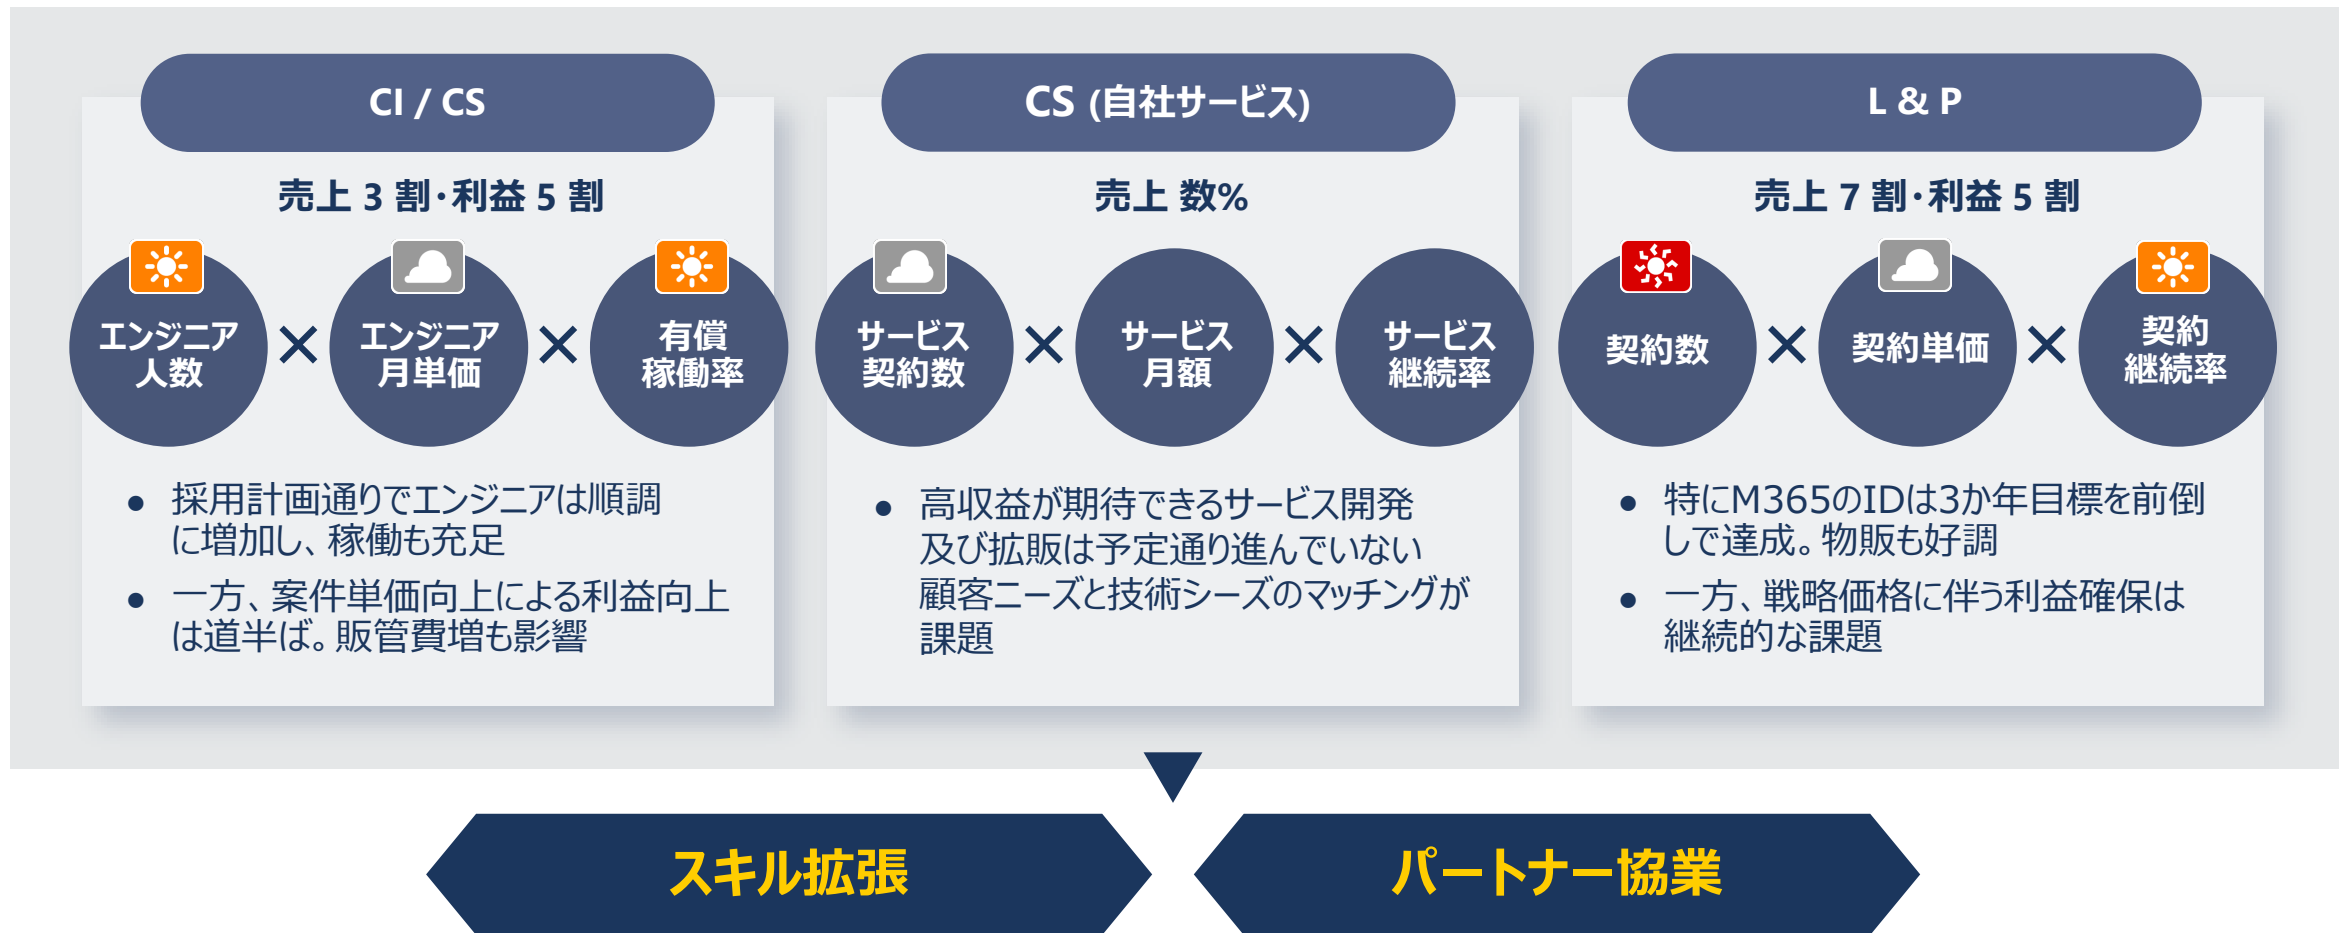 CI / CS
売上 3 割・利益 5 割
エンジニア
人数
×
エンジニア
月単価
×
有償
稼働率
● 採用計画通りでエンジニアは順調
に増加し、稼働も充足
● 一方、案件単価向上による利益向上
は道半ば。販管費増も影響
CS (自社サービス)
売上 数%
サービス
契約数
×
サービス
月額
×
サービス
継続率
● 高収益が期待できるサービス開発
及び拡販は予定通り進んでいない
顧客ニーズと技術シーズのマッチングが
課題
L & P
売上 7 割・利益 5 割
契約数
×
契約単価
×
契約
継続率
● 特にM365のIDは3か年目標を前倒
しで達成。物販も好調
● 一方、戦略価格に伴う利益確保は
継続的な課題
スキル拡張
パートナー協業